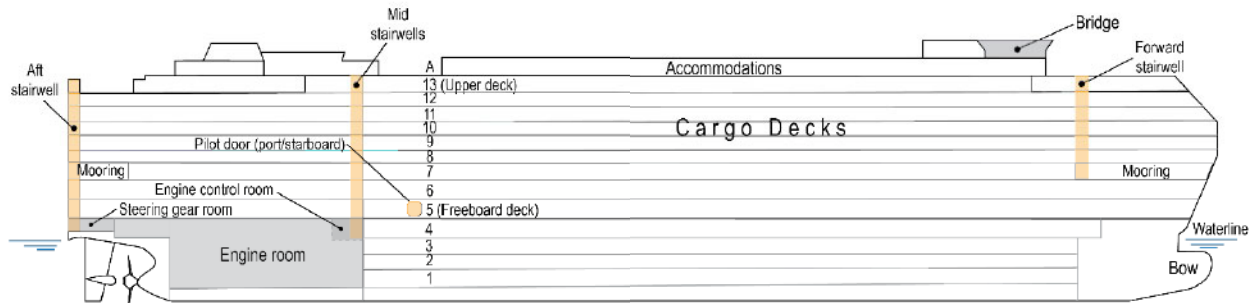 Mid
stairwells
Bridge
Aft
stairwell
Forward
stairwell
A
Accommodations
13 (Upper deck)
12
11
10
Cargo Decks
Pilot door (port/starboard)
9
8
Mooring
7
Mooring
Engine control room
6
Steering gear room
5 (Freeboard deck)
4
Waterline
3
Engine room
2
Bow
1